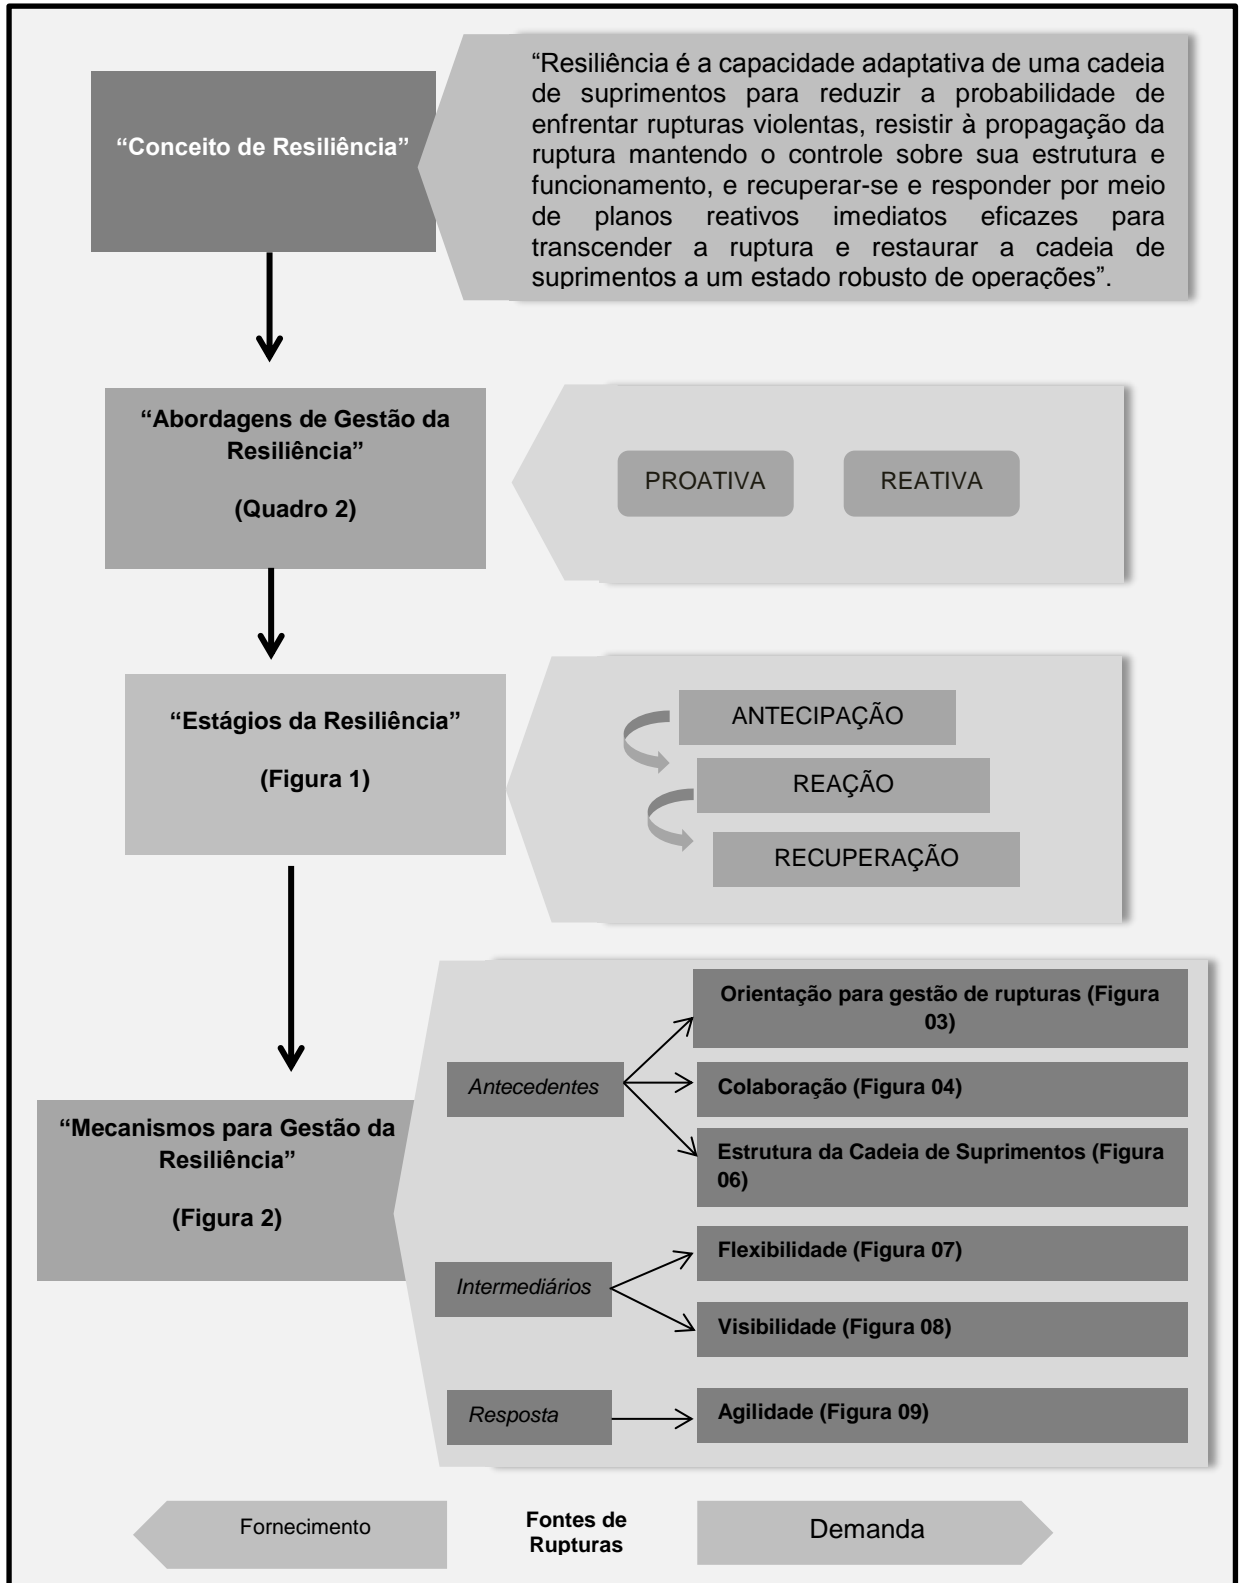 “Conceito de Resiliência”
“Resiliência é a capacidade adaptativa de uma cadeia
de suprimentos para reduzir a probabilidade de
enfrentar rupturas violentas, resistir à propagação da
ruptura mantendo o controle sobre sua estrutura e
funcionamento, e recuperar-se e responder por meio
de planos reativos imediatos eficazes para
transcender a ruptura e restaurar a cadeia de
suprimentos a um estado robusto de operações”.
“Abordagens de Gestão da
Resiliência”
(Quadro 2)
PROATIVA
REATIVA
“Estágios da Resiliência”
(Figura 1)
ANTECIPAÇÃO
REAÇÃO
RECUPERAÇÃO
“Mecanismos para Gestão da
Resiliência”
(Figura 2)
Antecedentes
Orientação para gestão de rupturas (Figura
03)
Colaboração (Figura 04)
Estrutura da Cadeia de Suprimentos (Figura
06)
Intermediários
Flexibilidade (Figura 07)
Visibilidade (Figura 08)
Resposta
Agilidade (Figura 09)
Fornecimento
Fontes de
Rupturas
Demanda